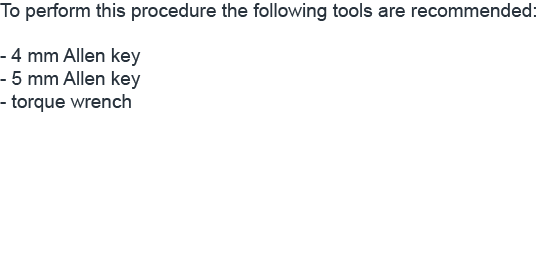 To perform this procedure the following tools are recommended:
- 4 mm Allen key
- 5 mm Allen key
- torque wrench